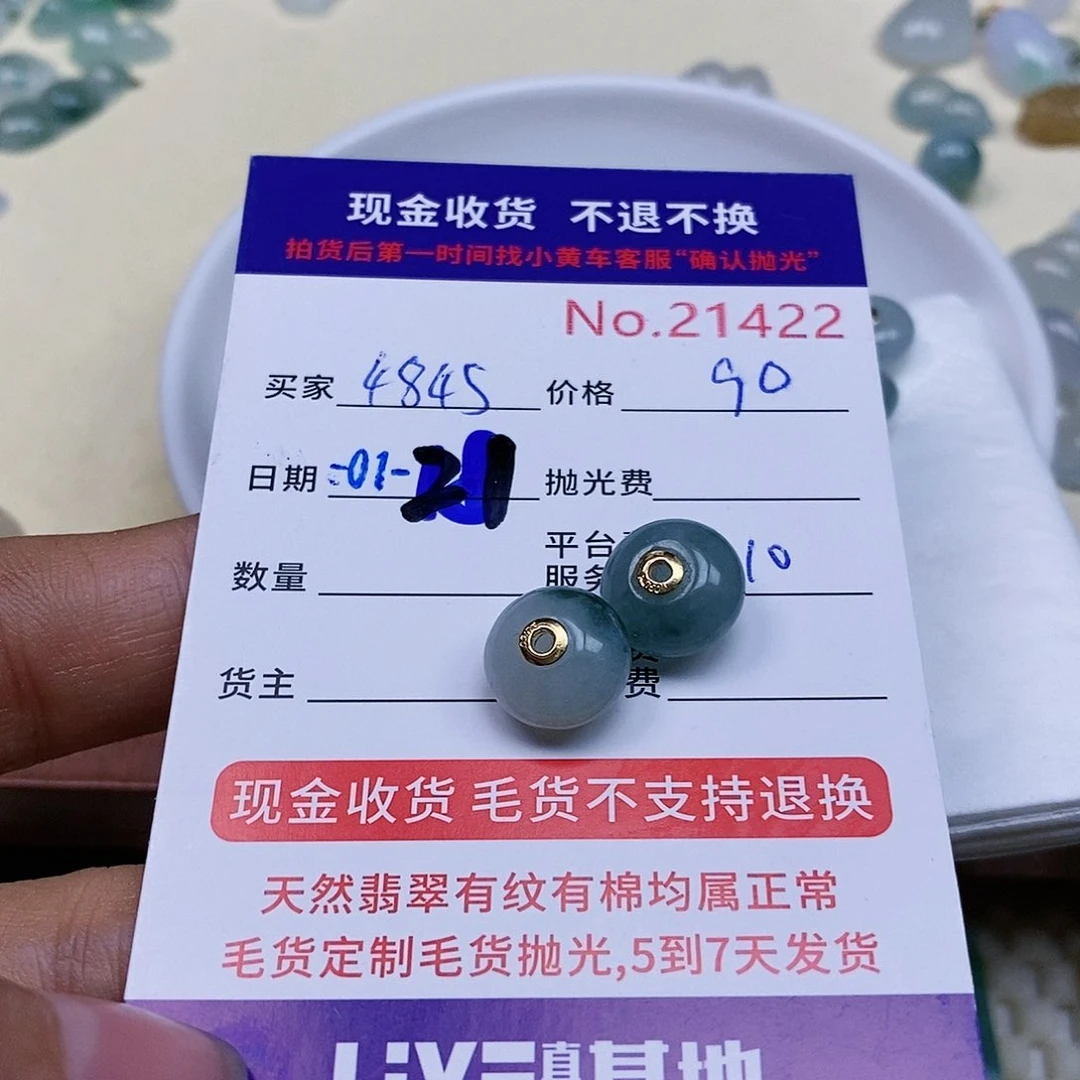 现金收货 不退不换
拍货后第一时间找小黄车客服“确认抛光”
No.21422
买家 4845 价格 90
日期 -01-21 抛光费
平台
数量 服务 10
货主 费
现金收货 毛货不支持退换
天然翡翠有纹有棉均属正常
毛货定制毛货抛光,5到7天发货
LiVE 基地